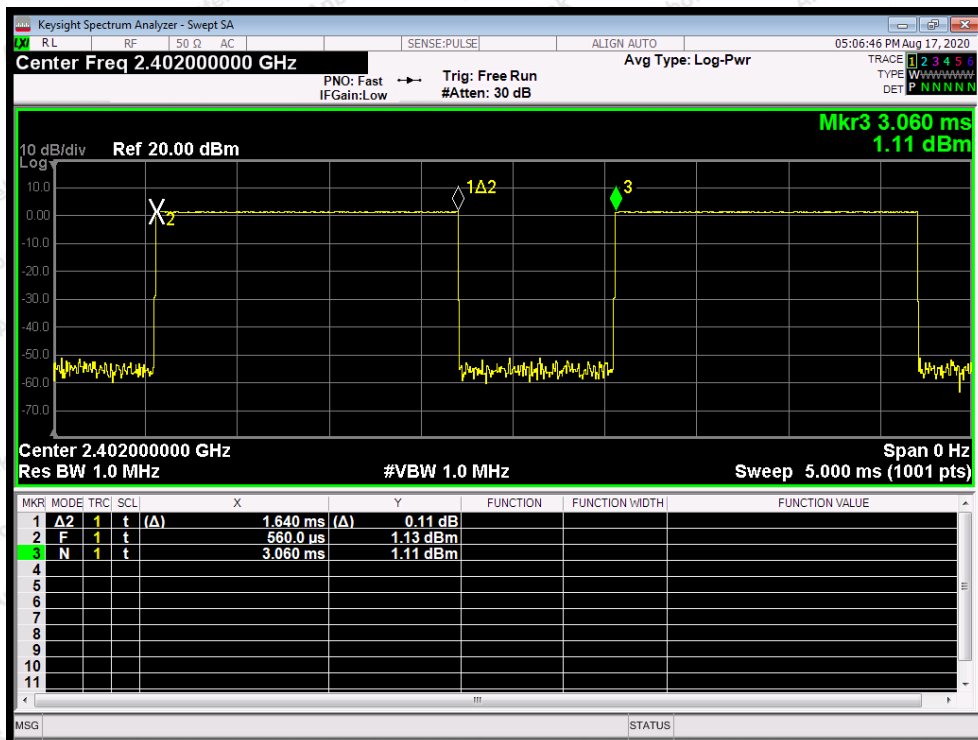 Keysight Spectrum Analyzer - Swept SA
LXI RL RF 50 Ω AC SENSE:PULSE ALIGN AUTO 05:06:46 PM Aug 17, 2020
Center Freq 2.402000000 GHz
PNO: Fast
IFGain:Low
Trig: Free Run
#Atten: 30 dB
Avg Type: Log-Pwr
TRACE 1 2 3 4 5 6
TYPE WWWWWW
DET P N N N N N
Mkr3 3.060 ms
1.11 dBm
10 dB/div Ref 20.00 dBm
Log
10.0
0.00
-10.0
-20.0
-30.0
-40.0
-50.0
-60.0
-70.0
2
1Δ2
3
Center 2.402000000 GHz Span 0 Hz
Res BW 1.0 MHz #VBW 1.0 MHz Sweep 5.000 ms (1001 pts)
MKR MODE TRC SCL X Y FUNCTION FUNCTION WIDTH FUNCTION VALUE
1 Δ2 1 t (Δ) 1.640 ms (Δ) 0.11 dB
2 F 1 t 560.0 µs 1.13 dBm
3 N 1 t 3.060 ms 1.11 dBm
4
5
6
7
8
9
10
11
MSG STATUS